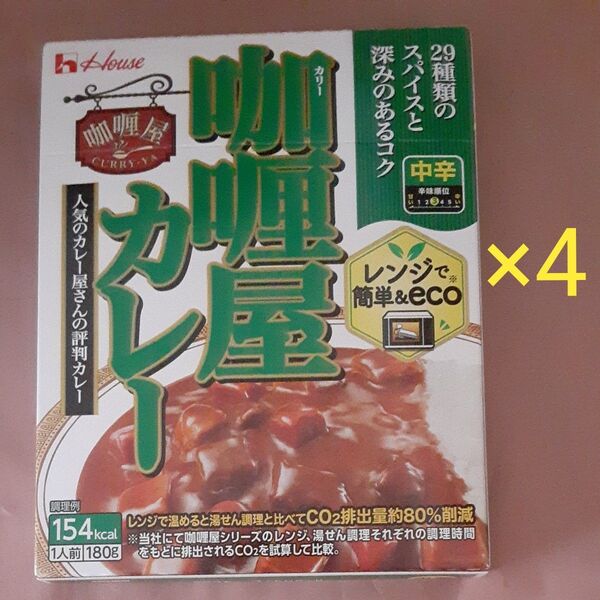 House
咖喱屋
CURRY-YA
カリー
咖喱屋
カレー
人気のカレー屋さんの評判カレー
29種類の
スパイスと
深みのあるコク
中辛
辛味順位
甘い 1 2 3 4 5 辛い
レンジで※
簡単&eco
×4
調理例
154kcal
1人前 180g
レンジで温めると湯せん調理と比べてCO2排出量約80%削減
※当社にて咖喱屋シリーズのレンジ、湯せん調理それぞれの調理時間
をもとに排出されるCO2を試算して比較。